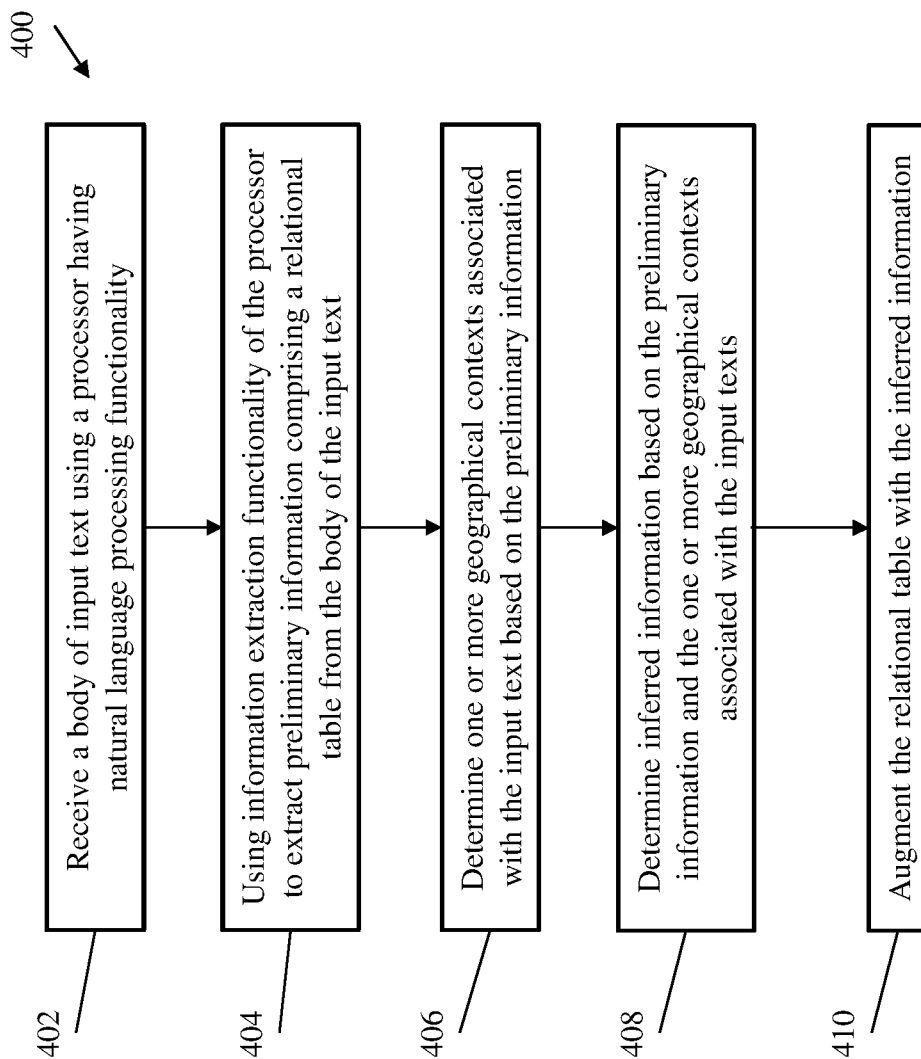 400
402
Receive a body of input text using a processor having
natural language processing functionality
404
Using information extraction functionality of the processor
to extract preliminary information comprising a relational
table from the body of the input text
406
Determine one or more geographical contexts associated
with the input text based on the preliminary information
408
Determine inferred information based on the preliminary
information and the one or more geographical contexts
associated with the input texts
410
Augment the relational table with the inferred information